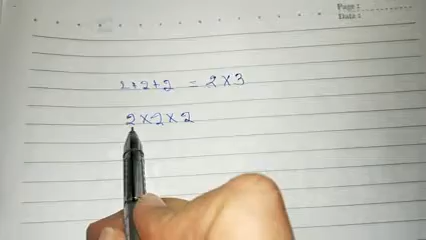 Page :
Date :
2+2+2 = 2×3
2×2×2